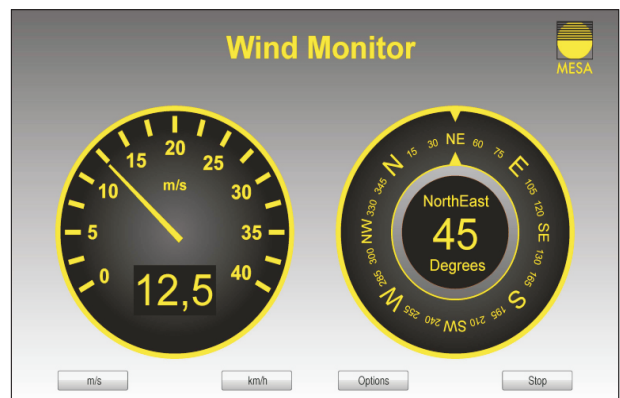 Wind Monitor
MESA
0
5
10
15
20
25
30
35
40
m/s
12,5
N
15
30
NE
60
75
E
105
120
SE
130
165
S
195
210
SW
240
255
W
285
300
NW
330
345
NorthEast
45
Degrees
m/s
km/h
Options
Stop